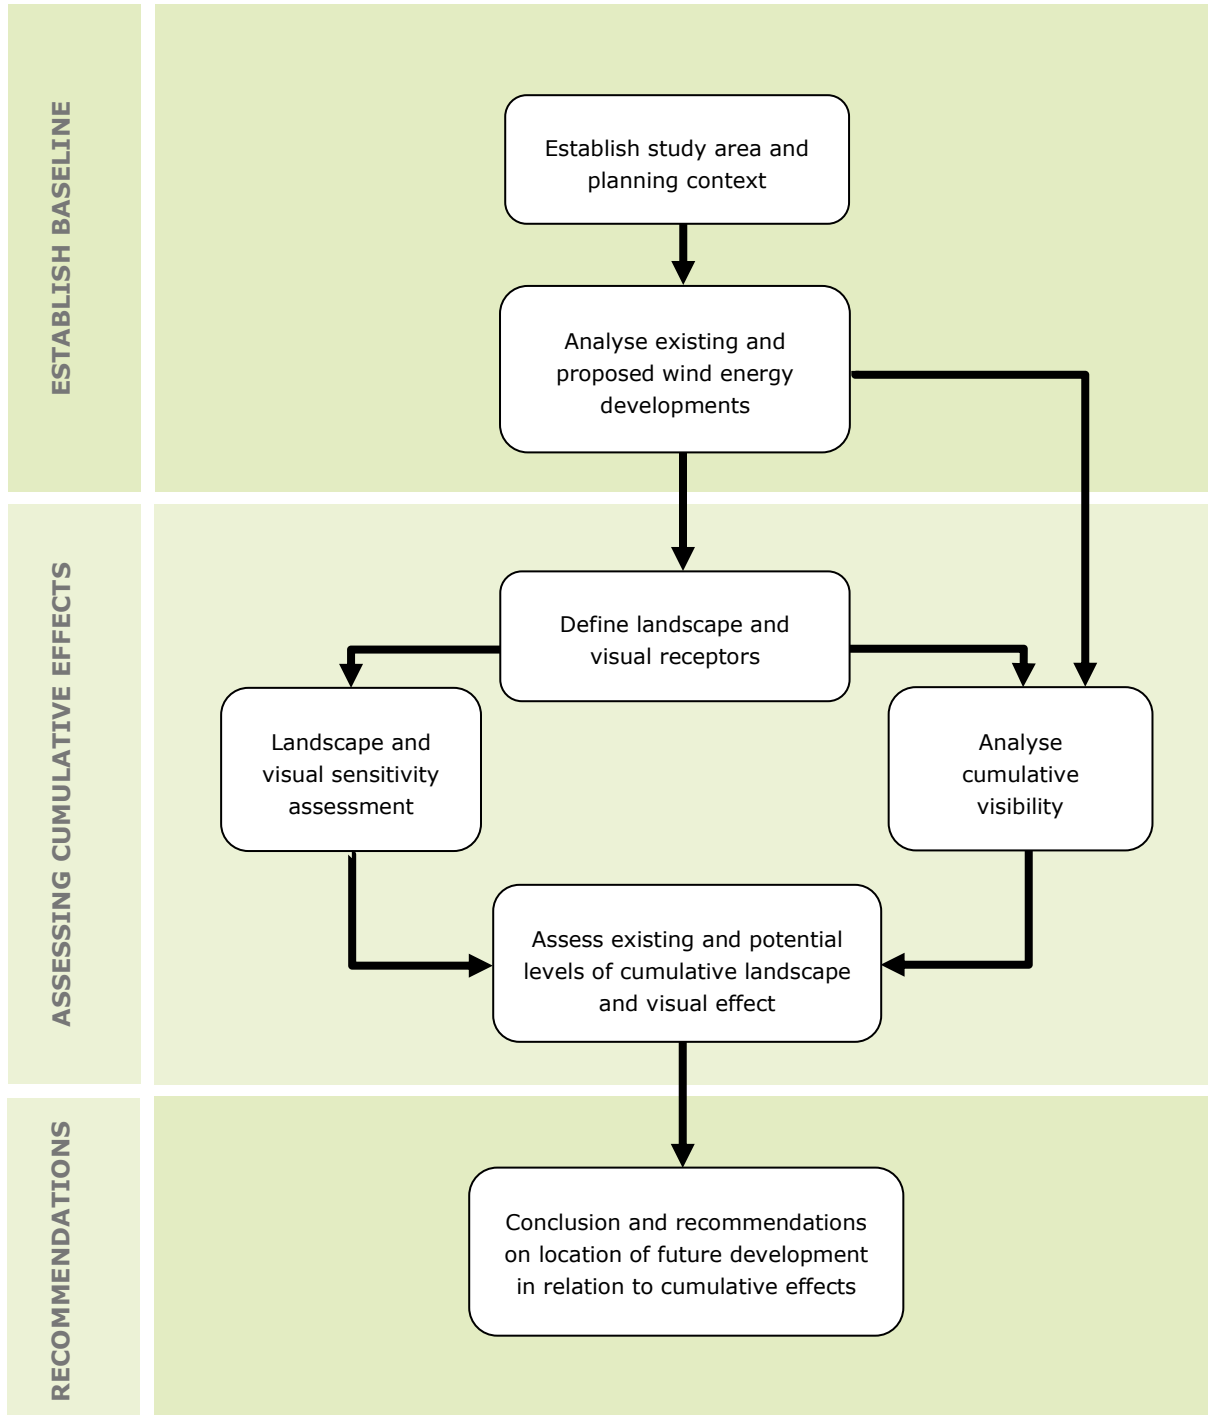 ESTABLISH BASELINE
Establish study area and
planning context
Analyse existing and
proposed wind energy
developments
ASSESSING CUMULATIVE EFFECTS
Define landscape and
visual receptors
Landscape and
visual sensitivity
assessment
Analyse
cumulative
visibility
Assess existing and potential
levels of cumulative landscape
and visual effect
RECOMMENDATIONS
Conclusion and recommendations
on location of future development
in relation to cumulative effects